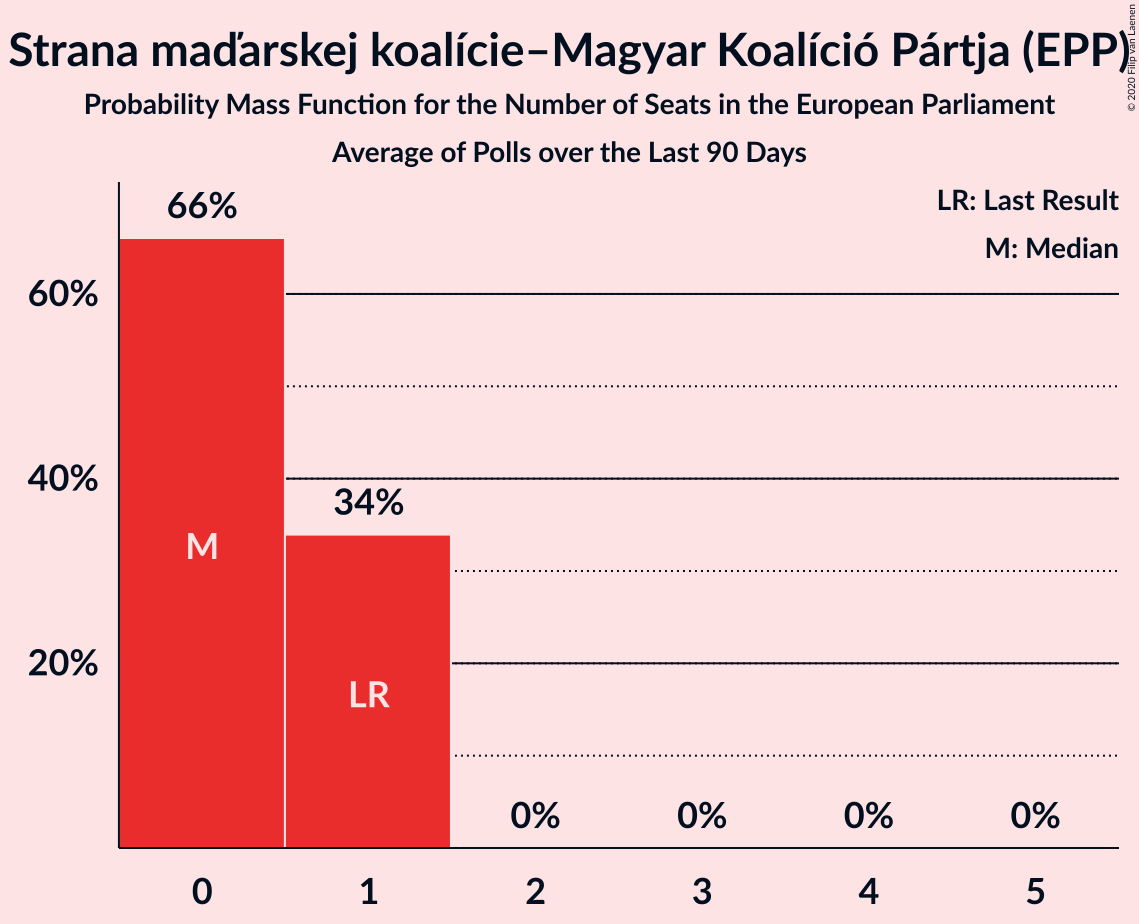 Strana maďarskej koalície–Magyar Koalíció Pártja (EPP)
© 2020 Filip van Laenen
Probability Mass Function for the Number of Seats in the European Parliament
Average of Polls over the Last 90 Days
LR: Last Result
M: Median
66%
60%
40%
34%
M
20%
LR
0% 0% 0% 0%
0 1 2 3 4 5